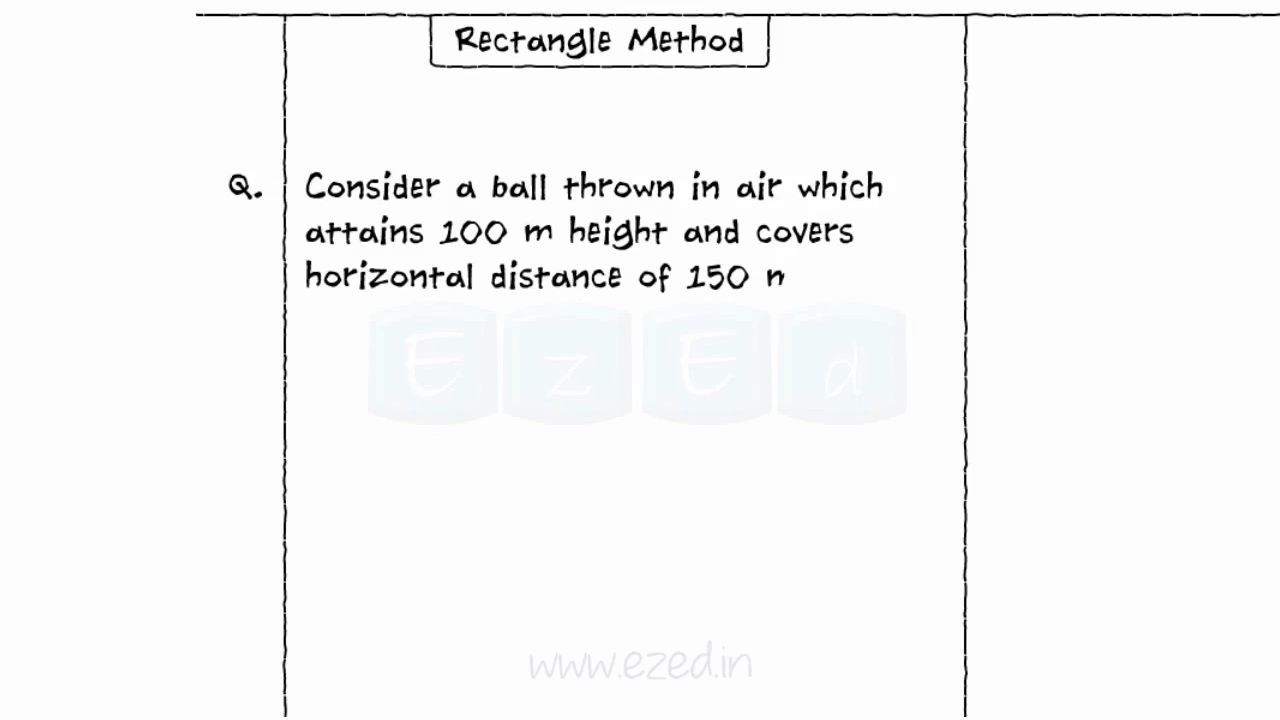 Rectangle Method
Q. Consider a ball thrown in air which
attains 100 m height and covers
horizontal distance of 150 n
EzEd
www.ezed.in